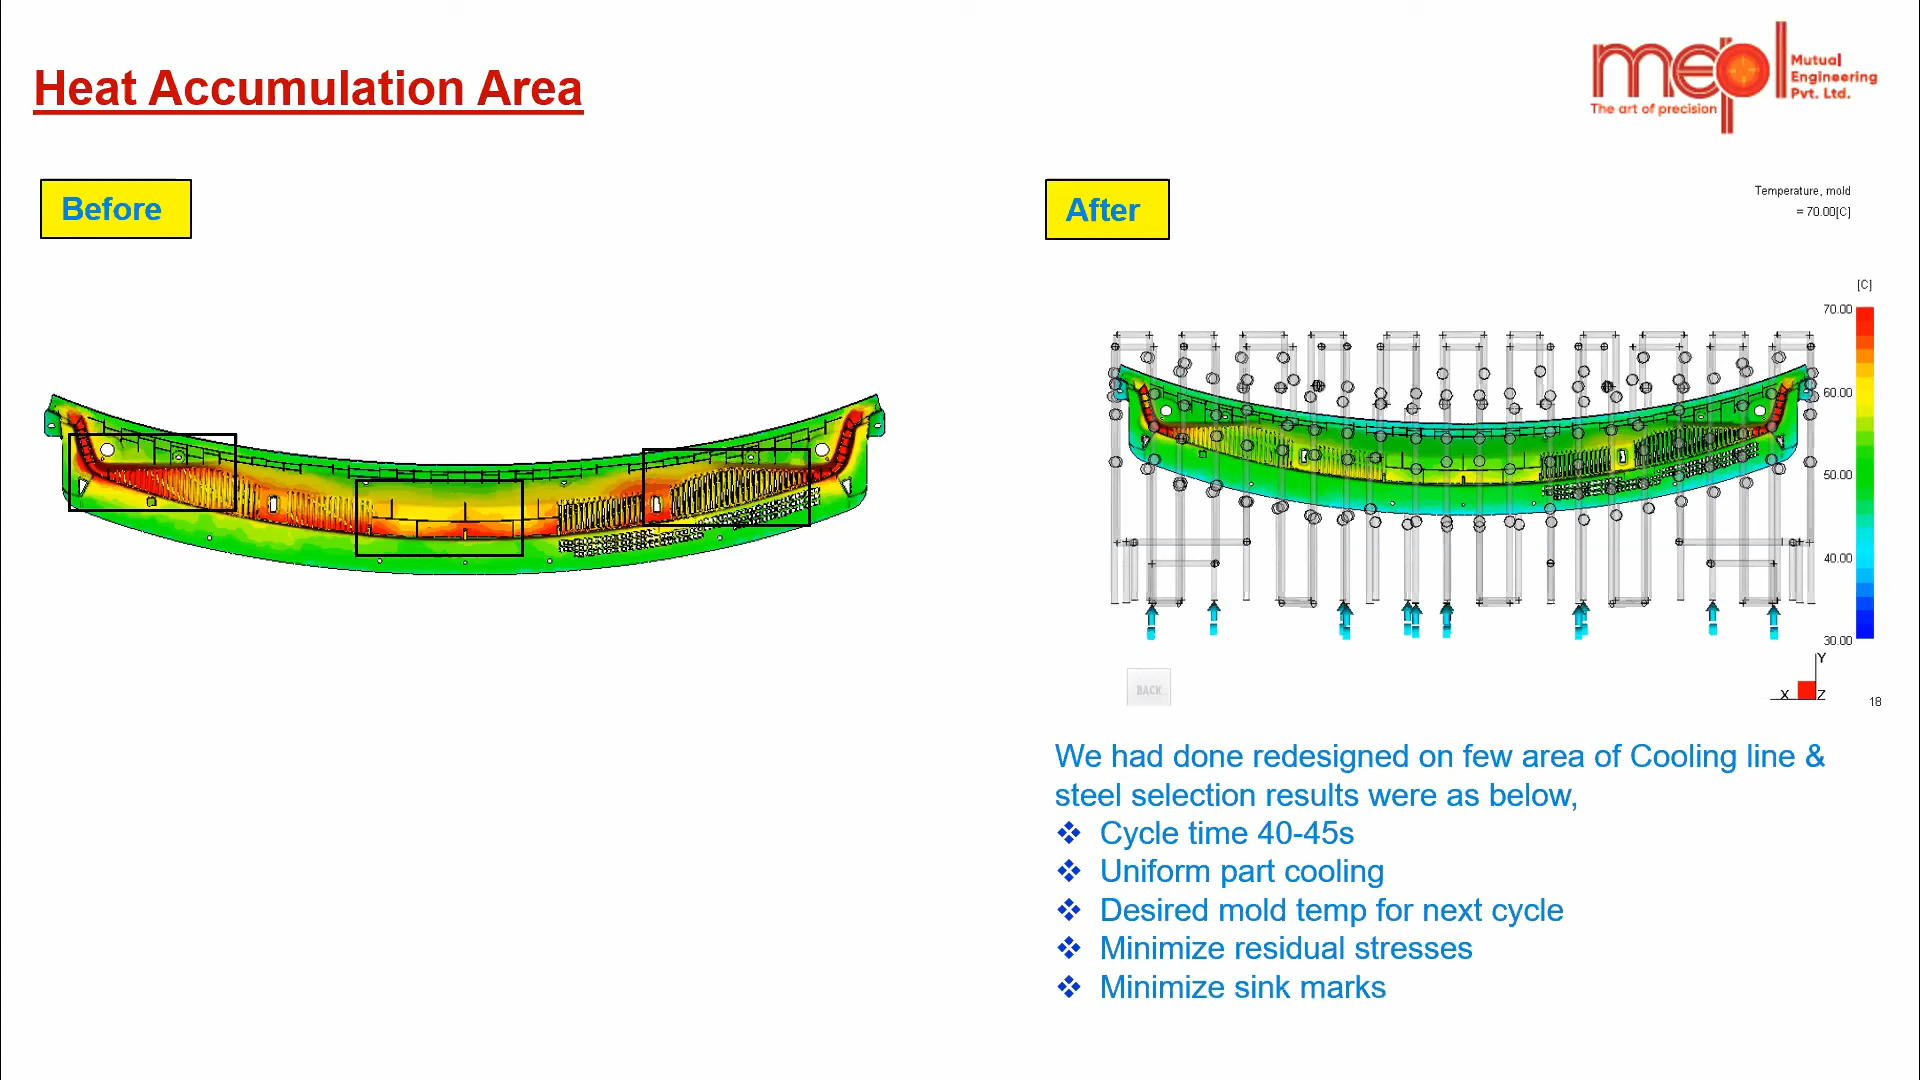 Heat Accumulation Area
mepl
Mutual
Engineering
Pvt. Ltd.
The art of precision
Before
After
Temperature, mold
= 70.00[C]
[C]
70.00
60.00
50.00
40.00
30.00
BACK
Y
X
Z
18
We had done redesigned on few area of Cooling line &
steel selection results were as below,
❖ Cycle time 40-45s
❖ Uniform part cooling
❖ Desired mold temp for next cycle
❖ Minimize residual stresses
❖ Minimize sink marks